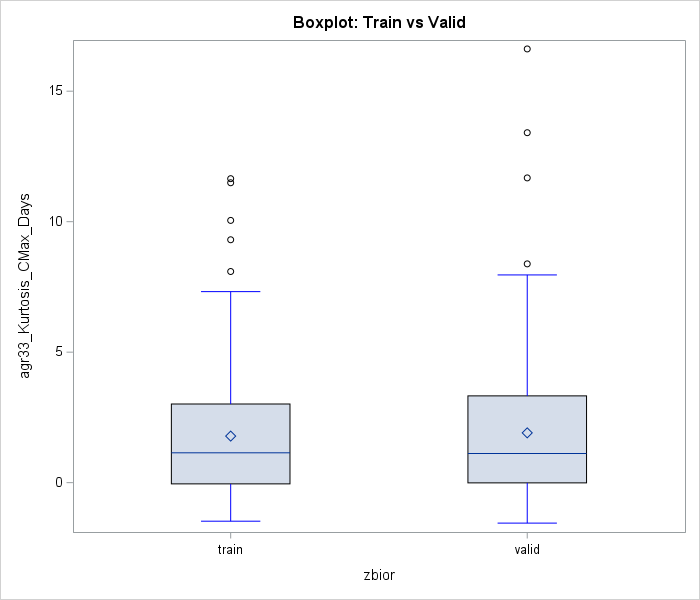 Boxplot: Train vs Valid
agr33_Kurtosis_CMax_Days
15
10
5
0
train
valid
zbior